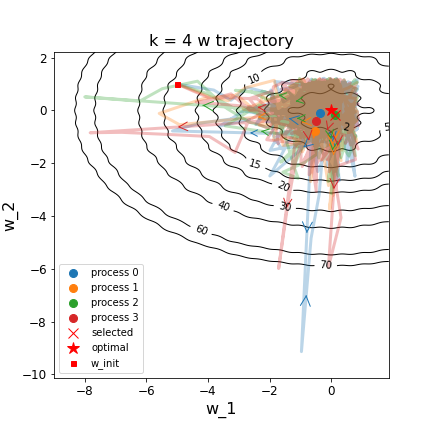 k = 4 w trajectory
2
0
−2
−4
−6
−8
−10
w_2
10
2
5
15
20
30
40
60
70
process 0
process 1
process 2
process 3
selected
optimal
w_init
−8
−6
−4
−2
0
w_1